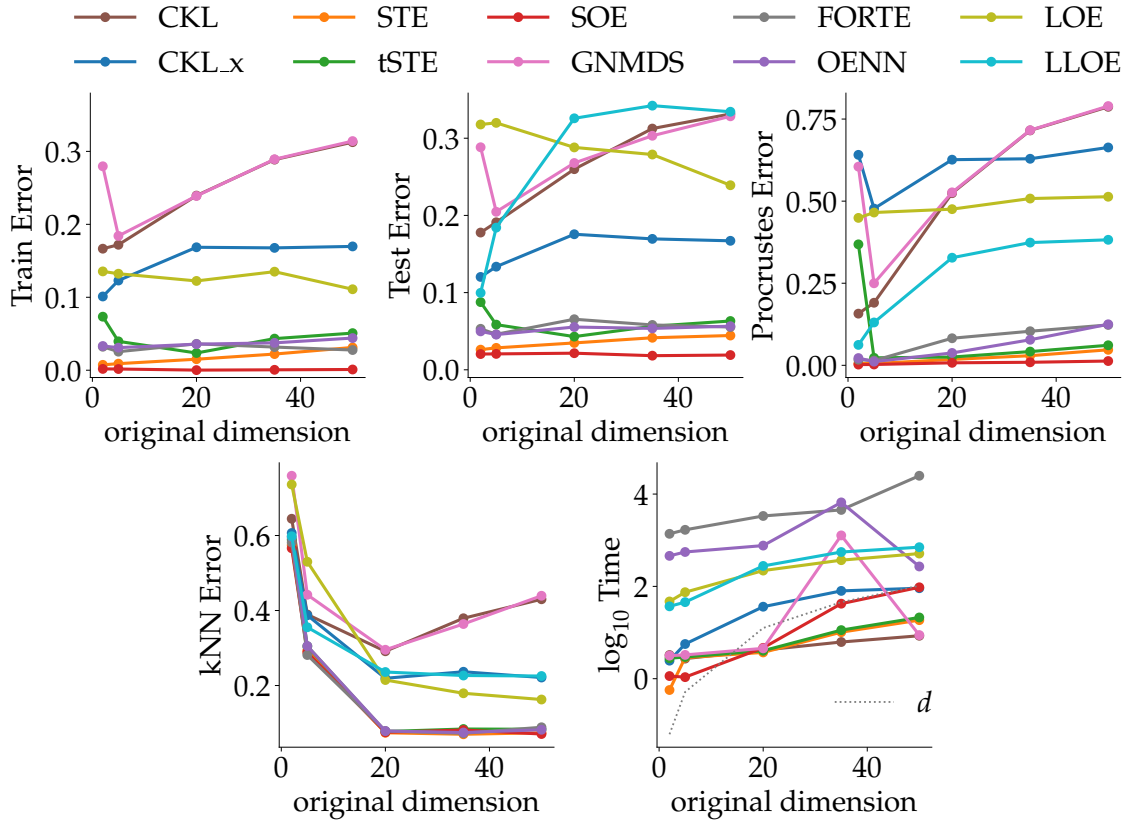 CKL STE SOE FORTE LOE
CKL_x tSTE GNMDS OENN LLOE
Train Error
0.3
0.2
0.1
0.0
0 20 40
original dimension
Test Error
0.3
0.2
0.1
0.0
0 20 40
original dimension
Procrustes Error
0.75
0.50
0.25
0.00
0 20 40
original dimension
kNN Error
0.6
0.4
0.2
0 20 40
original dimension
log10 Time
4
2
0
d
0 20 40
original dimension